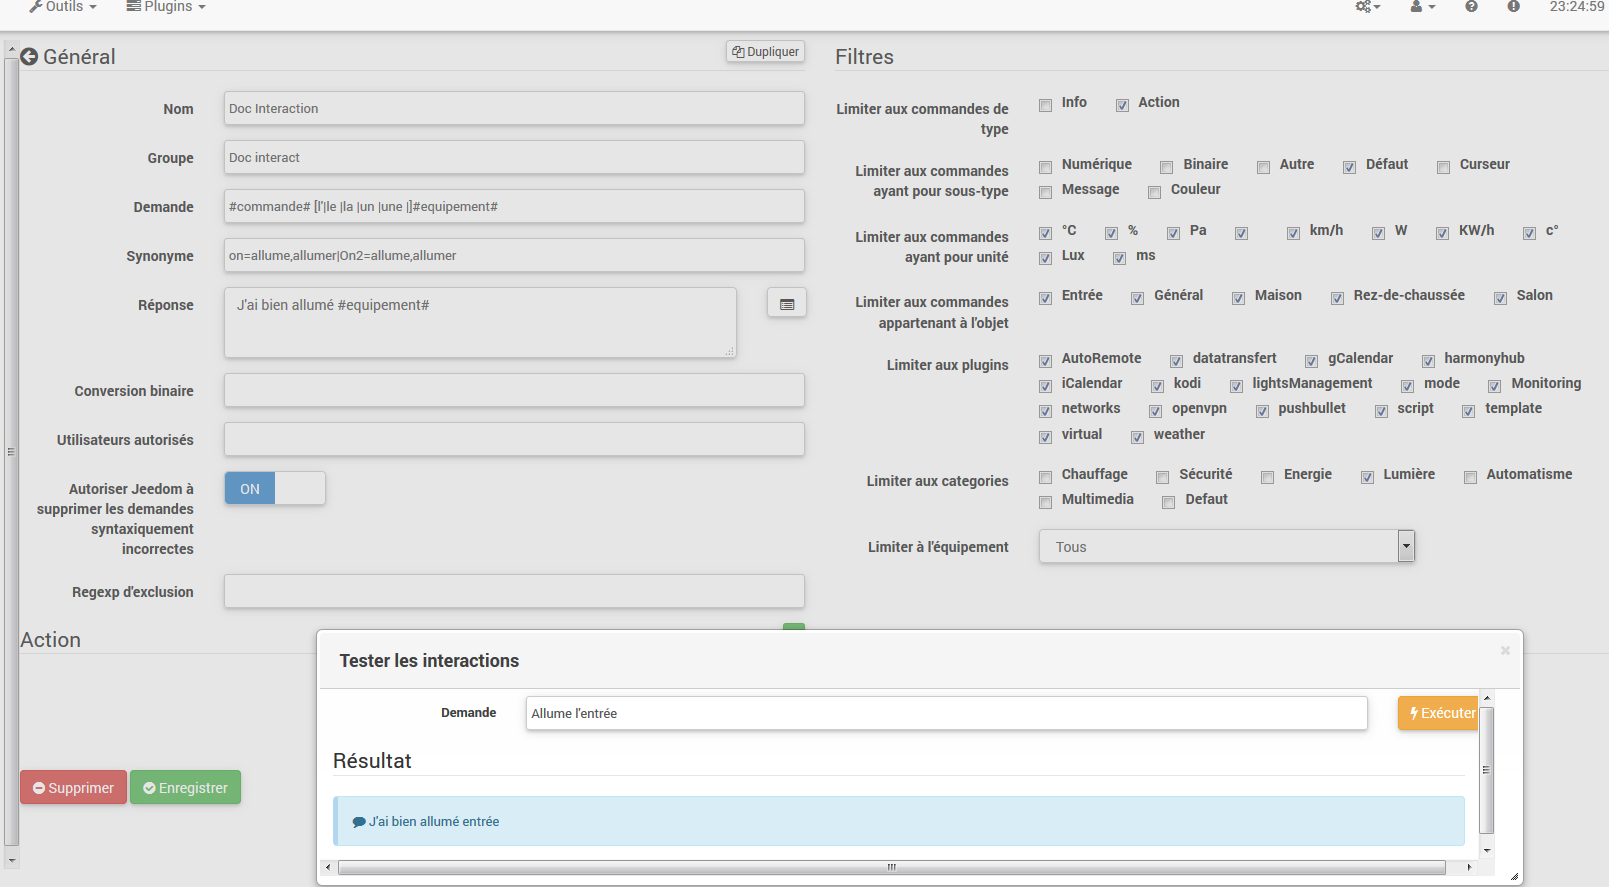 Outils Plugins 23:24:59
Général Dupliquer
Nom Doc Interaction
Groupe Doc interact
Demande #commande# [l'|le |la |un |une |]#equipement#
Synonyme on=allume,allumer|On2=allume,allumer
Réponse J'ai bien allumé #equipement#
Conversion binaire
Utilisateurs autorisés
Autoriser Jeedom à
supprimer les demandes
syntaxiquement
incorrectes
ON
Regexp d'exclusion
Action
Supprimer Enregistrer
Filtres
Limiter aux commandes de
type
Info Action
Limiter aux commandes
ayant pour sous-type
Numérique Binaire Autre Défaut Curseur
Message Couleur
Limiter aux commandes
ayant pour unité
°C % Pa km/h W KW/h c°
Lux ms
Limiter aux commandes
appartenant à l'objet
Entrée Général Maison Rez-de-chaussée Salon
Limiter aux plugins
AutoRemote datatransfert gCalendar harmonyhub
iCalendar kodi lightsManagement mode Monitoring
networks openvpn pushbullet script template
virtual weather
Limiter aux categories
Chauffage Sécurité Energie Lumière Automatisme
Multimedia Defaut
Limiter à l'équipement Tous
Tester les interactions
Demande Allume l'entrée Exécuter
Résultat
J'ai bien allumé entrée